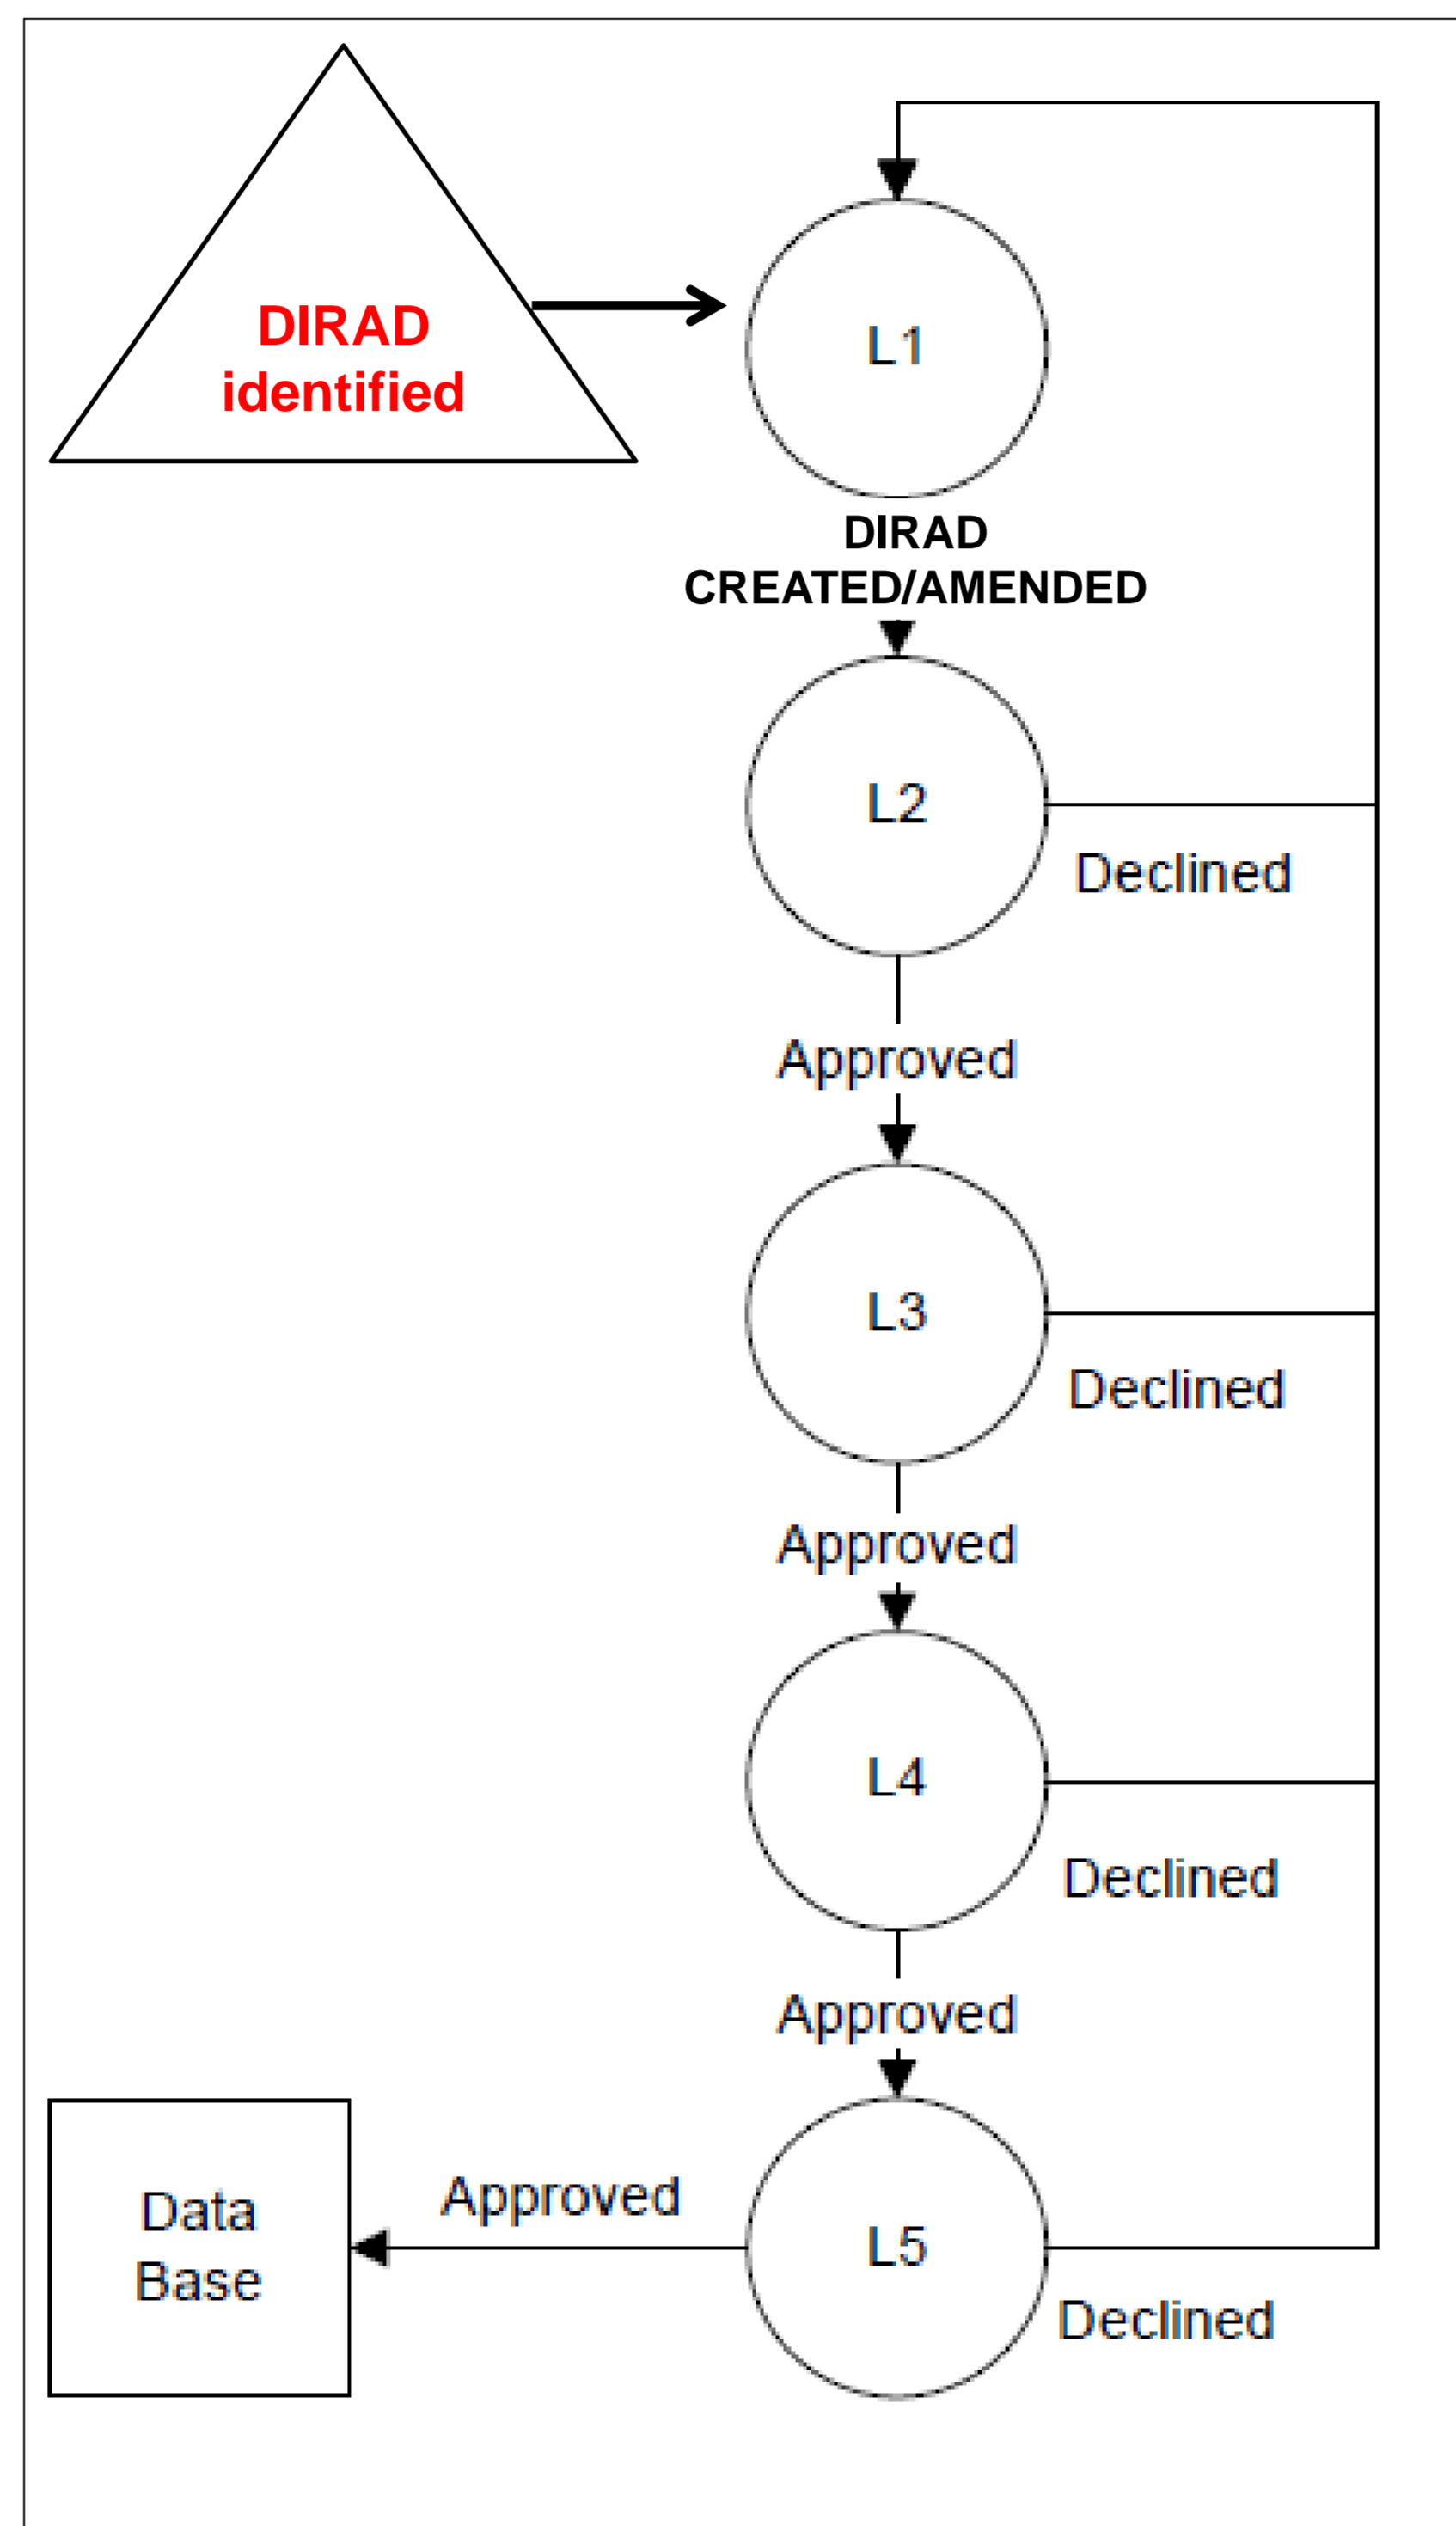 DIRAD
identified
L1
DIRAD
CREATED/AMENDED
L2
Declined
Approved
L3
Declined
Approved
L4
Declined
Approved
Data
Base
Approved
L5
Declined